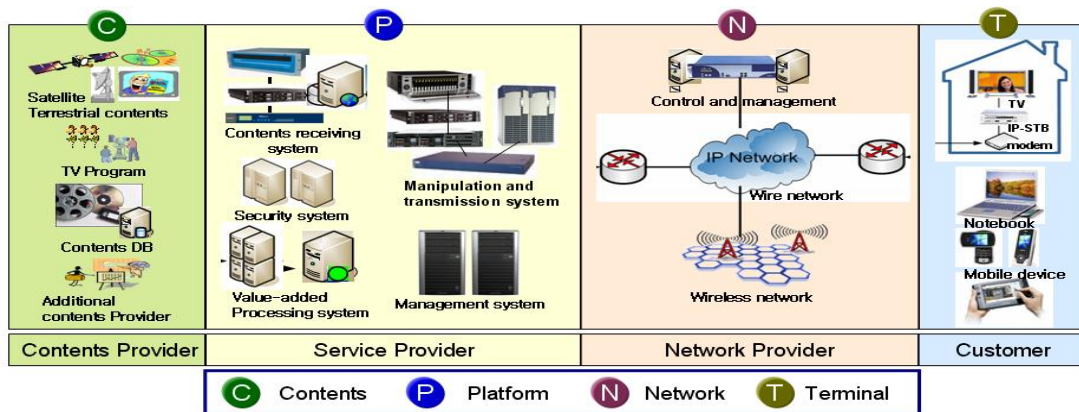 C
P
N
T
Satellite
Terrestrial contents
TV Program
Contents DB
Additional
contents Provider
Contents receiving
system
Security system
Value-added
Processing system
Manipulation and
transmission system
Management system
Control and management
IP Network
Wire network
Wireless network
TV
IP-STB
modem
Notebook
Mobile device
Contents Provider
Service Provider
Network Provider
Customer
C Contents
P Platform
N Network
T Terminal